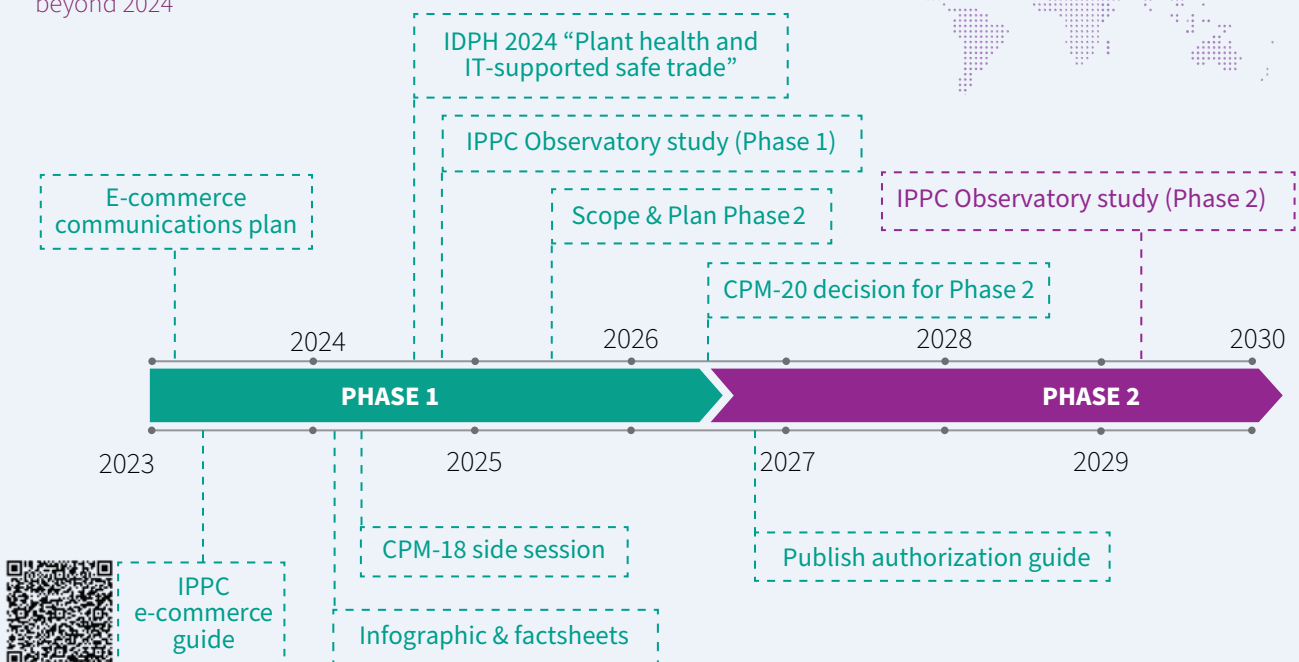 beyond 2024
IDPH 2024 “Plant health and
IT-supported safe trade”
IPPC Observatory study (Phase 1)
E-commerce
communications plan
Scope & Plan Phase 2
IPPC Observatory study (Phase 2)
CPM-20 decision for Phase 2
2024
2026
2028
2030
PHASE 1
PHASE 2
2023
2025
2027
2029
CPM-18 side session
Publish authorization guide
IPPC
e-commerce
guide
Infographic & factsheets